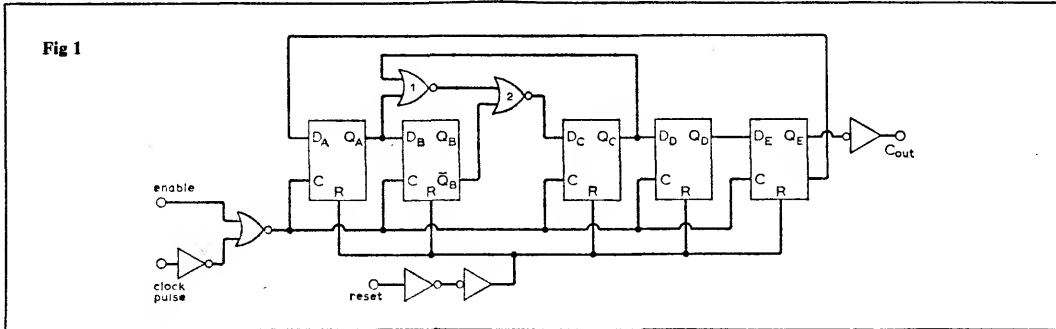 Fig 1
1
2
D_A Q_A
D_B Q_B
D_C Q_C
D_D Q_D
D_E Q_E
C_out
C
R
C
R
Q̄_B
C
R
C
R
C
R
enable
clock
pulse
reset